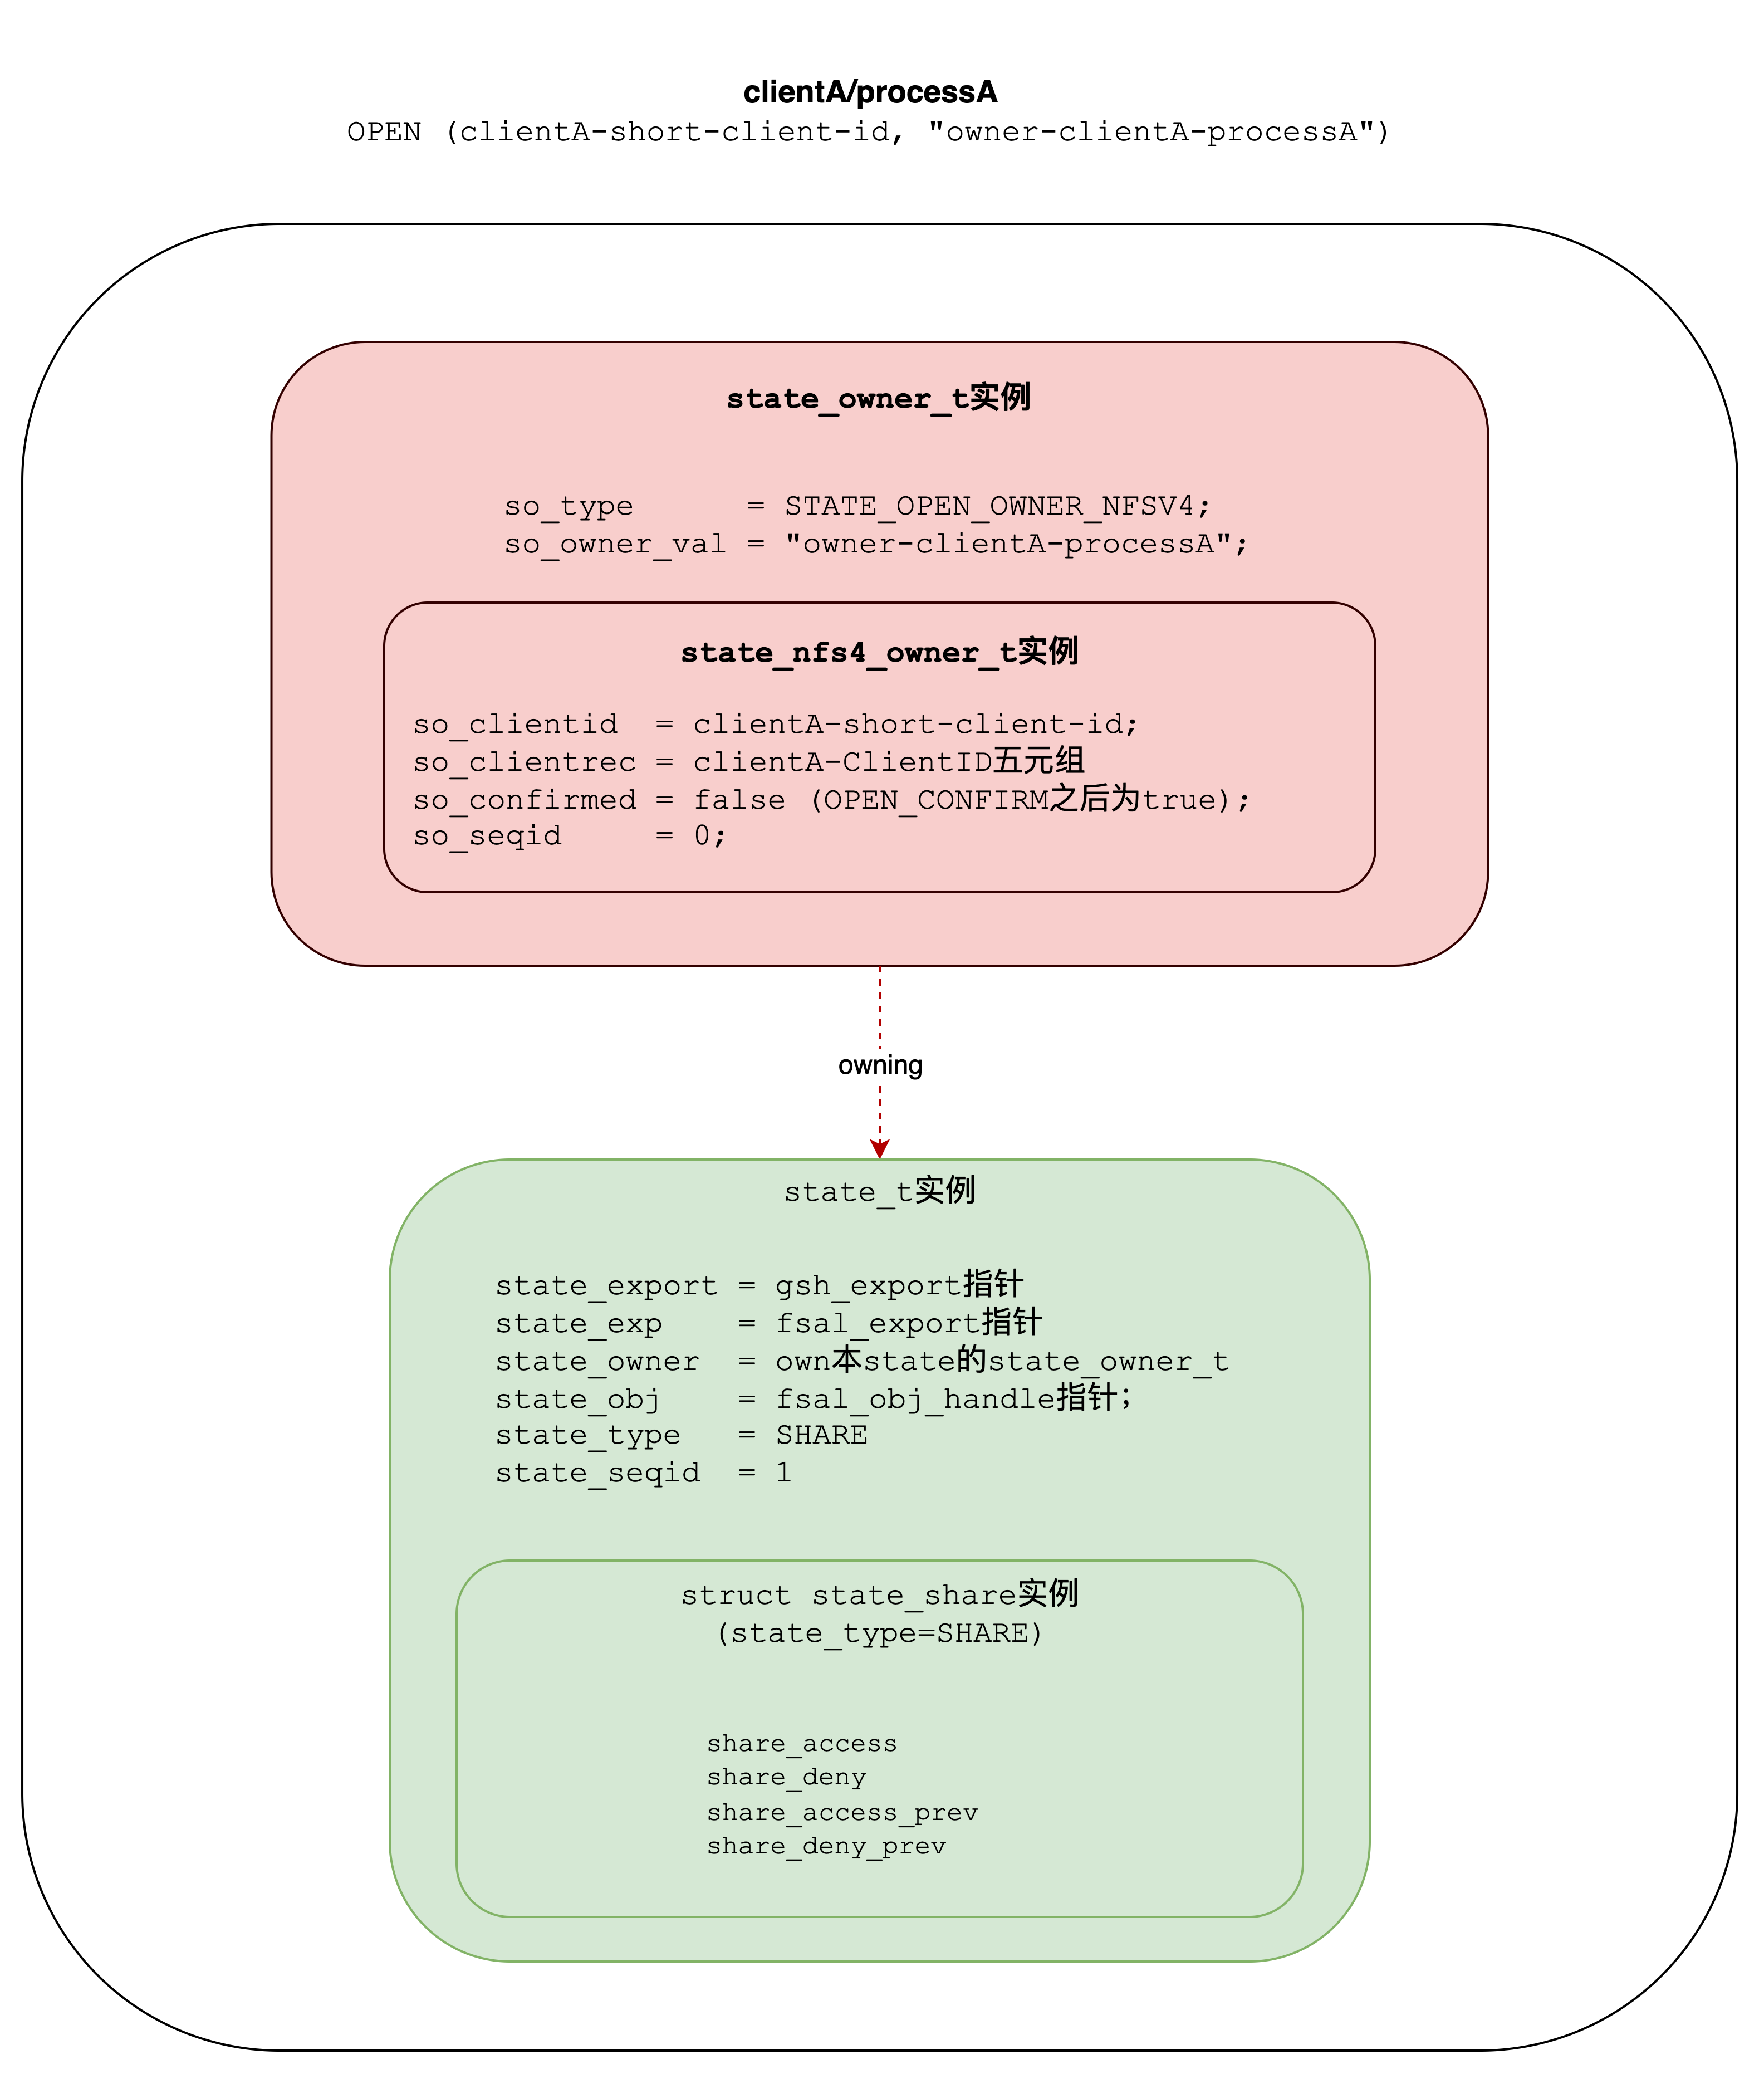 clientA/processA
OPEN (clientA-short-client-id, "owner-clientA-processA")
state_owner_t实例
so_type      = STATE_OPEN_OWNER_NFSV4;
so_owner_val = "owner-clientA-processA";
state_nfs4_owner_t实例
so_clientid  = clientA-short-client-id;
so_clientrec = clientA-ClientID五元组
so_confirmed = false (OPEN_CONFIRM之后为true);
so_seqid     = 0;
owning
state_t实例
state_export = gsh_export指针
state_exp    = fsal_export指针
state_owner  = own本state的state_owner_t
state_obj    = fsal_obj_handle指针;
state_type   = SHARE
state_seqid  = 1
struct state_share实例
(state_type=SHARE)
share_access
share_deny
share_access_prev
share_deny_prev